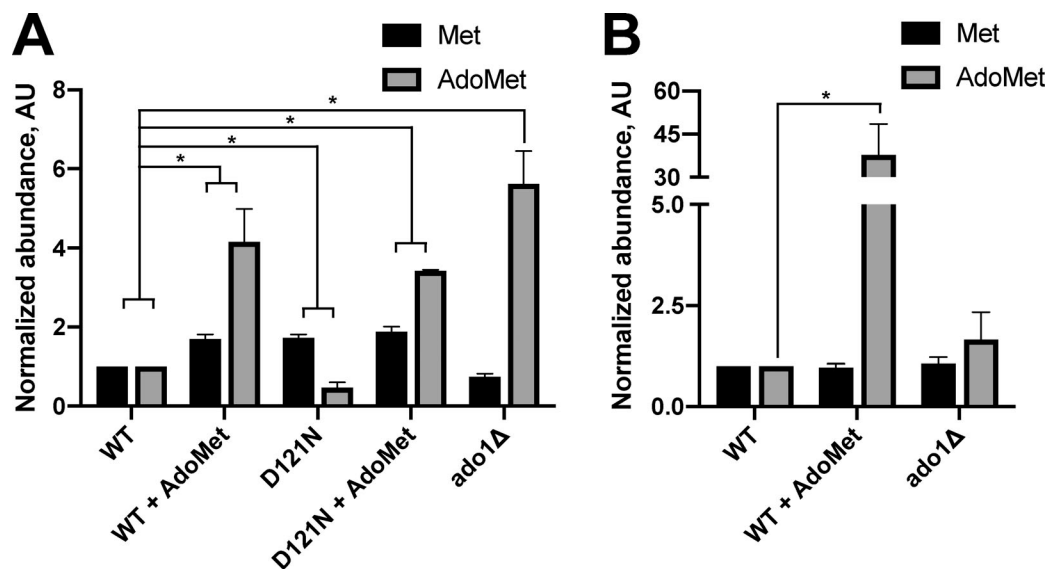 A
Met
AdoMet
Normalized abundance, AU
8
6
4
2
0
*
*
*
*
WT
WT + AdoMet
D121N
D121N + AdoMet
ado1Δ
B
Met
AdoMet
Normalized abundance, AU
60
45
30
5.0
2.5
0.0
*
WT
WT + AdoMet
ado1Δ